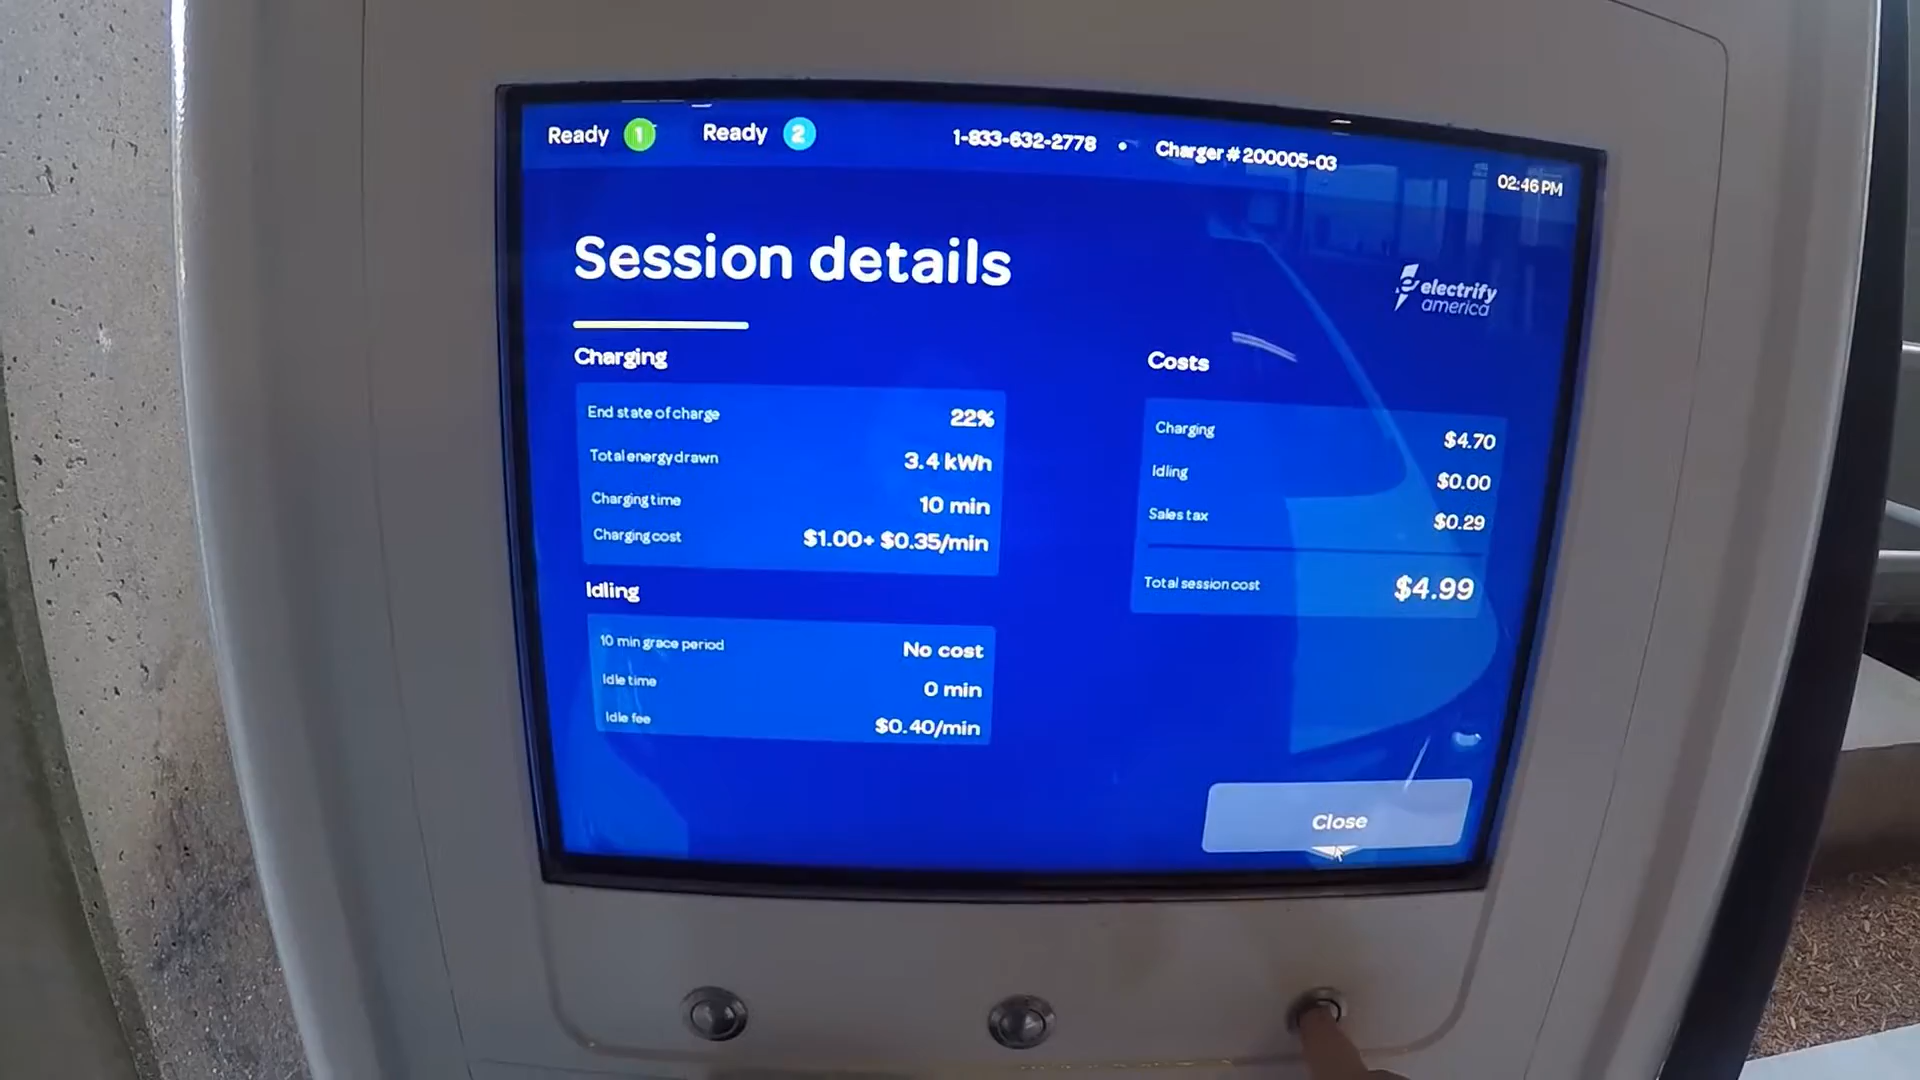 Ready 1 Ready 2 1-833-632-2778 • Charger # 200005-03
02:46 PM
Session details
electrify
america
Charging
End state of charge 22%
Total energy drawn 3.4 kWh
Charging time 10 min
Charging cost $1.00+ $0.35/min
Idling
10 min grace period No cost
Idle time 0 min
Idle fee $0.40/min
Costs
Charging $4.70
Idling $0.00
Sales tax $0.29
Total session cost $4.99
Close